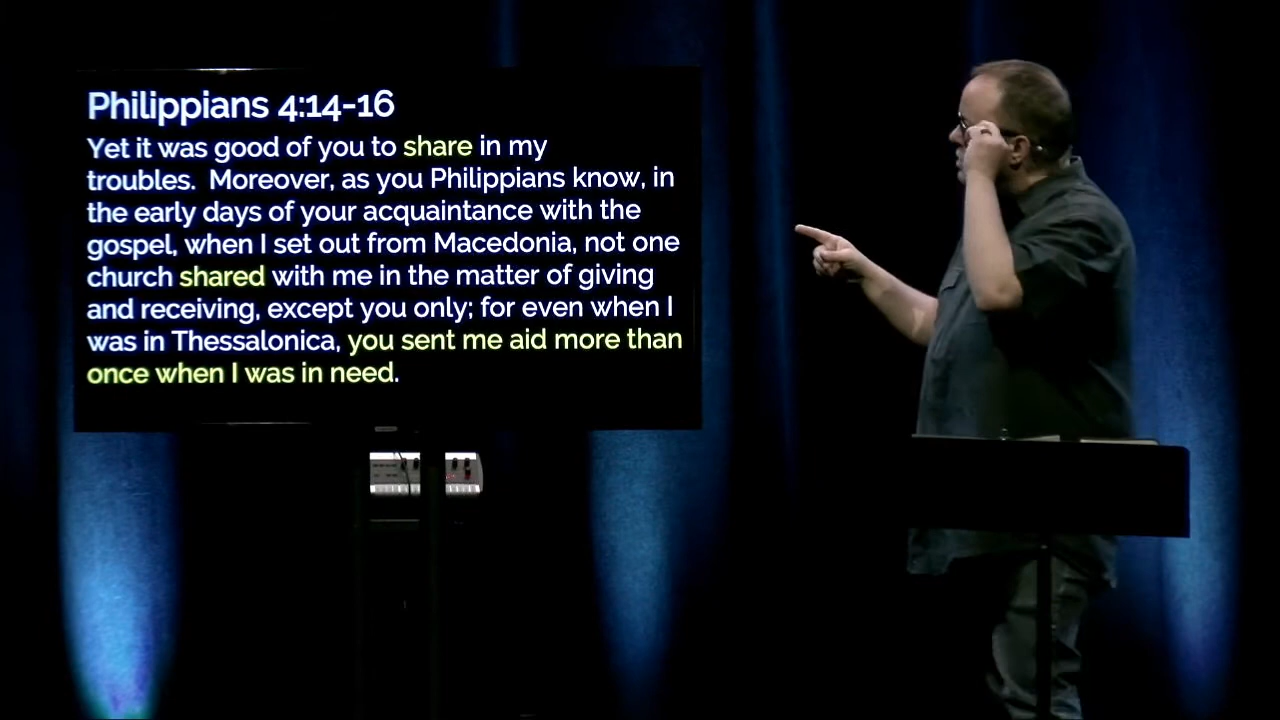 Philippians 4:14-16
Yet it was good of you to share in my
troubles.  Moreover, as you Philippians know, in
the early days of your acquaintance with the
gospel, when I set out from Macedonia, not one
church shared with me in the matter of giving
and receiving, except you only; for even when I
was in Thessalonica, you sent me aid more than
once when I was in need.